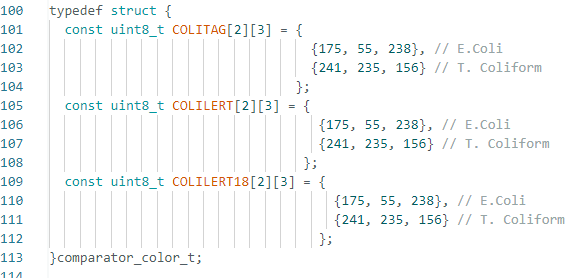 100 typedef struct {
101 const uint8_t COLITAG[2][3] = {
102 {175, 55, 238}, // E.Coli
103 {241, 235, 156} // T. Coliform
104 };
105 const uint8_t COLILERT[2][3] = {
106 {175, 55, 238}, // E.Coli
107 {241, 235, 156} // T. Coliform
108 };
109 const uint8_t COLILERT18[2][3] = {
110 {175, 55, 238}, // E.Coli
111 {241, 235, 156} // T. Coliform
112 };
113 }comparator_color_t;
114